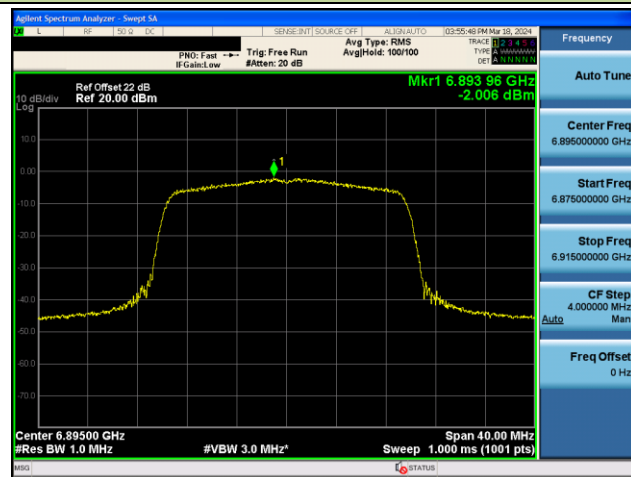 Agilent Spectrum Analyzer - Swept SA
L RF 50 Ω DC SENSE:INT SOURCE OFF ALIGN AUTO 03:55:48 PM Mar 18, 2024
PNO: Fast Trig: Free Run Avg Type: RMS TRACE 1 2 3 4 5 6
IFGain:Low #Atten: 20 dB Avg|Hold: 100/100 TYPE A
DET A N N N N N
Mkr1 6.893 96 GHz
-2.006 dBm
Ref Offset 22 dB
10 dB/div Ref 20.00 dBm
Log
10.0
1
0.00
-10.0
-20.0
-30.0
-40.0
-50.0
-60.0
-70.0
Center 6.89500 GHz Span 40.00 MHz
#Res BW 1.0 MHz #VBW 3.0 MHz* Sweep 1.000 ms (1001 pts)
MSG STATUS
Frequency
Auto Tune
Center Freq
6.895000000 GHz
Start Freq
6.875000000 GHz
Stop Freq
6.915000000 GHz
CF Step
4.000000 MHz
Auto Man
Freq Offset
0 Hz